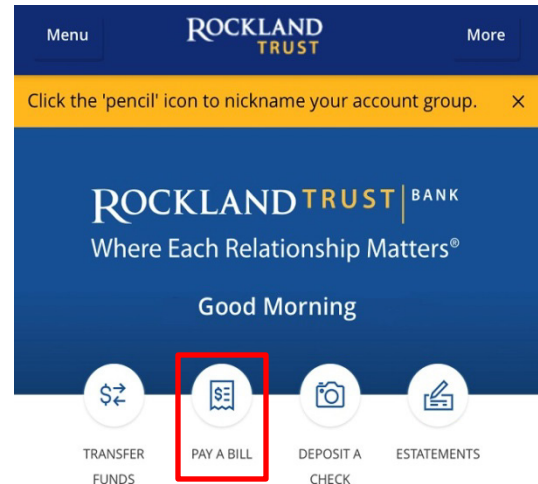 Menu
ROCKLAND
TRUST
More
Click the 'pencil' icon to nickname your account group. ×
ROCKLAND TRUST | BANK
Where Each Relationship Matters®
Good Morning
TRANSFER FUNDS
PAY A BILL
DEPOSIT A CHECK
ESTATEMENTS